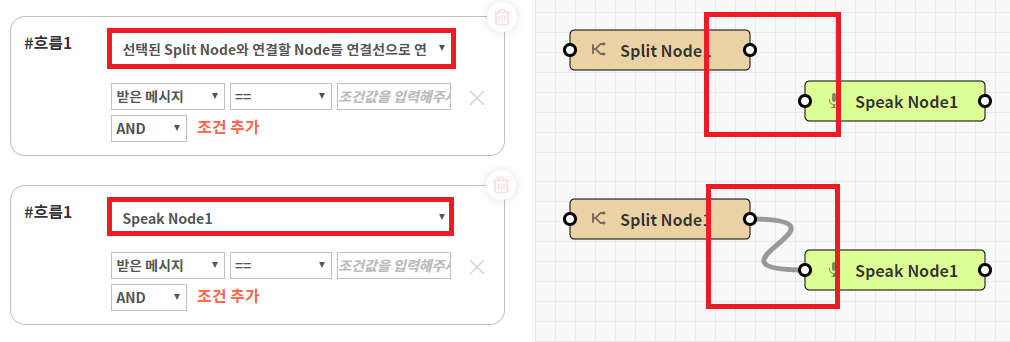 #흐름1
선택된 Split Node와 연결할 Node를 연결선으로 연
받은 메시지 == 조건값을 입력해주시
AND 조건 추가
Split Node1
Speak Node1
#흐름1
Speak Node1
받은 메시지 == 조건값을 입력해주시
AND 조건 추가
Split Node1
Speak Node1